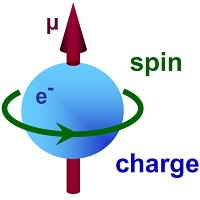 μ
spin
e⁻
charge